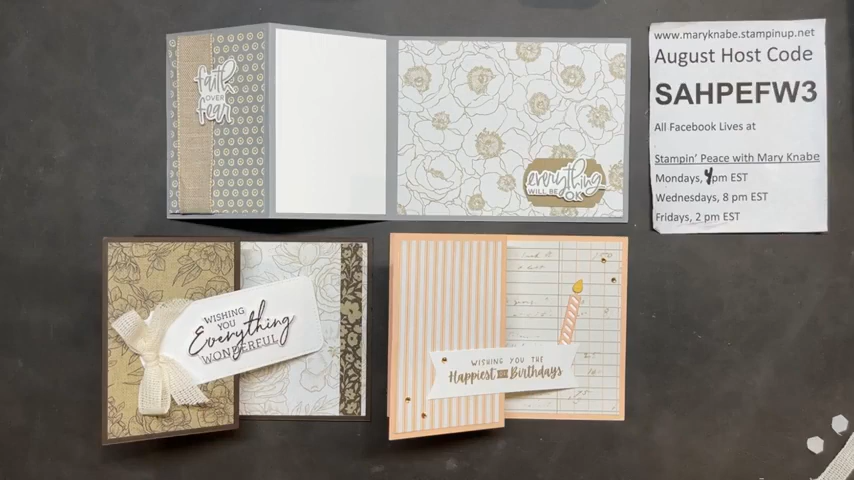 faith
OVER
fear
everything
WILL BE OK
www.maryknabe.stampinup.net
August Host Code
SAHPEFW3
All Facebook Lives at
Stampin' Peace with Mary Knabe
Mondays, 4pm EST
Wednesdays, 8 pm EST
Fridays, 2 pm EST
WISHING
YOU
Everything
WONDERFUL
WISHING YOU THE
Happiest OF Birthdays